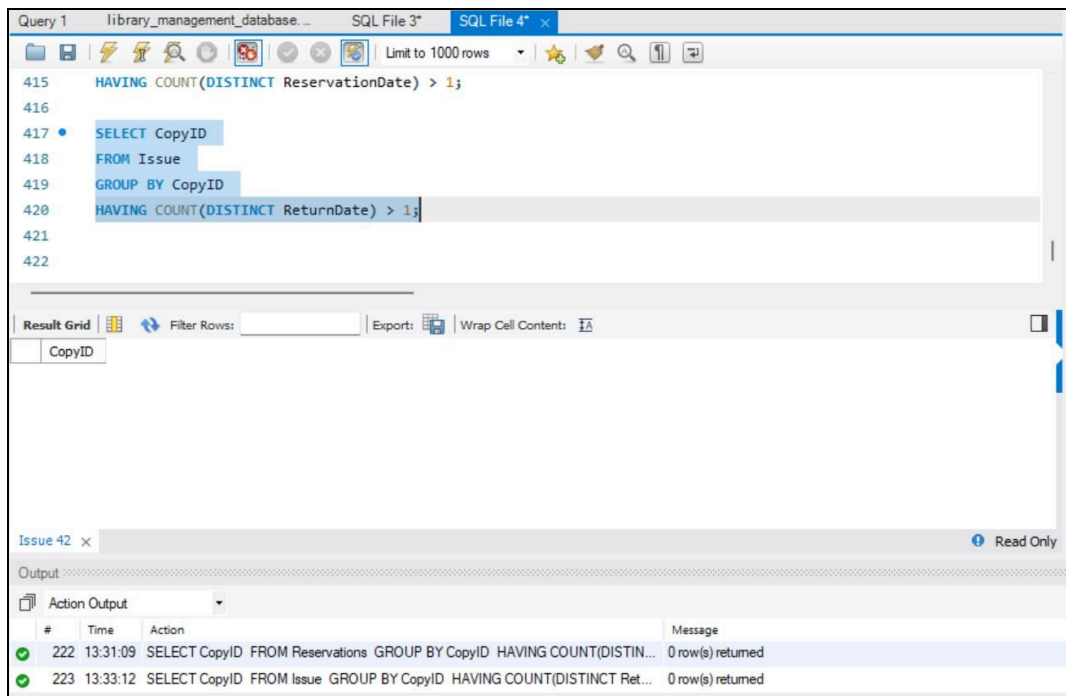 Query 1 library_management_database.... SQL File 3* SQL File 4* ×
Limit to 1000 rows
415 HAVING COUNT(DISTINCT ReservationDate) > 1;
416
417 SELECT CopyID
418 FROM Issue
419 GROUP BY CopyID
420 HAVING COUNT(DISTINCT ReturnDate) > 1;
421
422
Result Grid Filter Rows: Export: Wrap Cell Content: IA
CopyID
Issue 42 × Read Only
Output
Action Output
# Time Action Message
222 13:31:09 SELECT CopyID FROM Reservations GROUP BY CopyID HAVING COUNT(DISTIN... 0 row(s) returned
223 13:33:12 SELECT CopyID FROM Issue GROUP BY CopyID HAVING COUNT(DISTINCT Ret... 0 row(s) returned